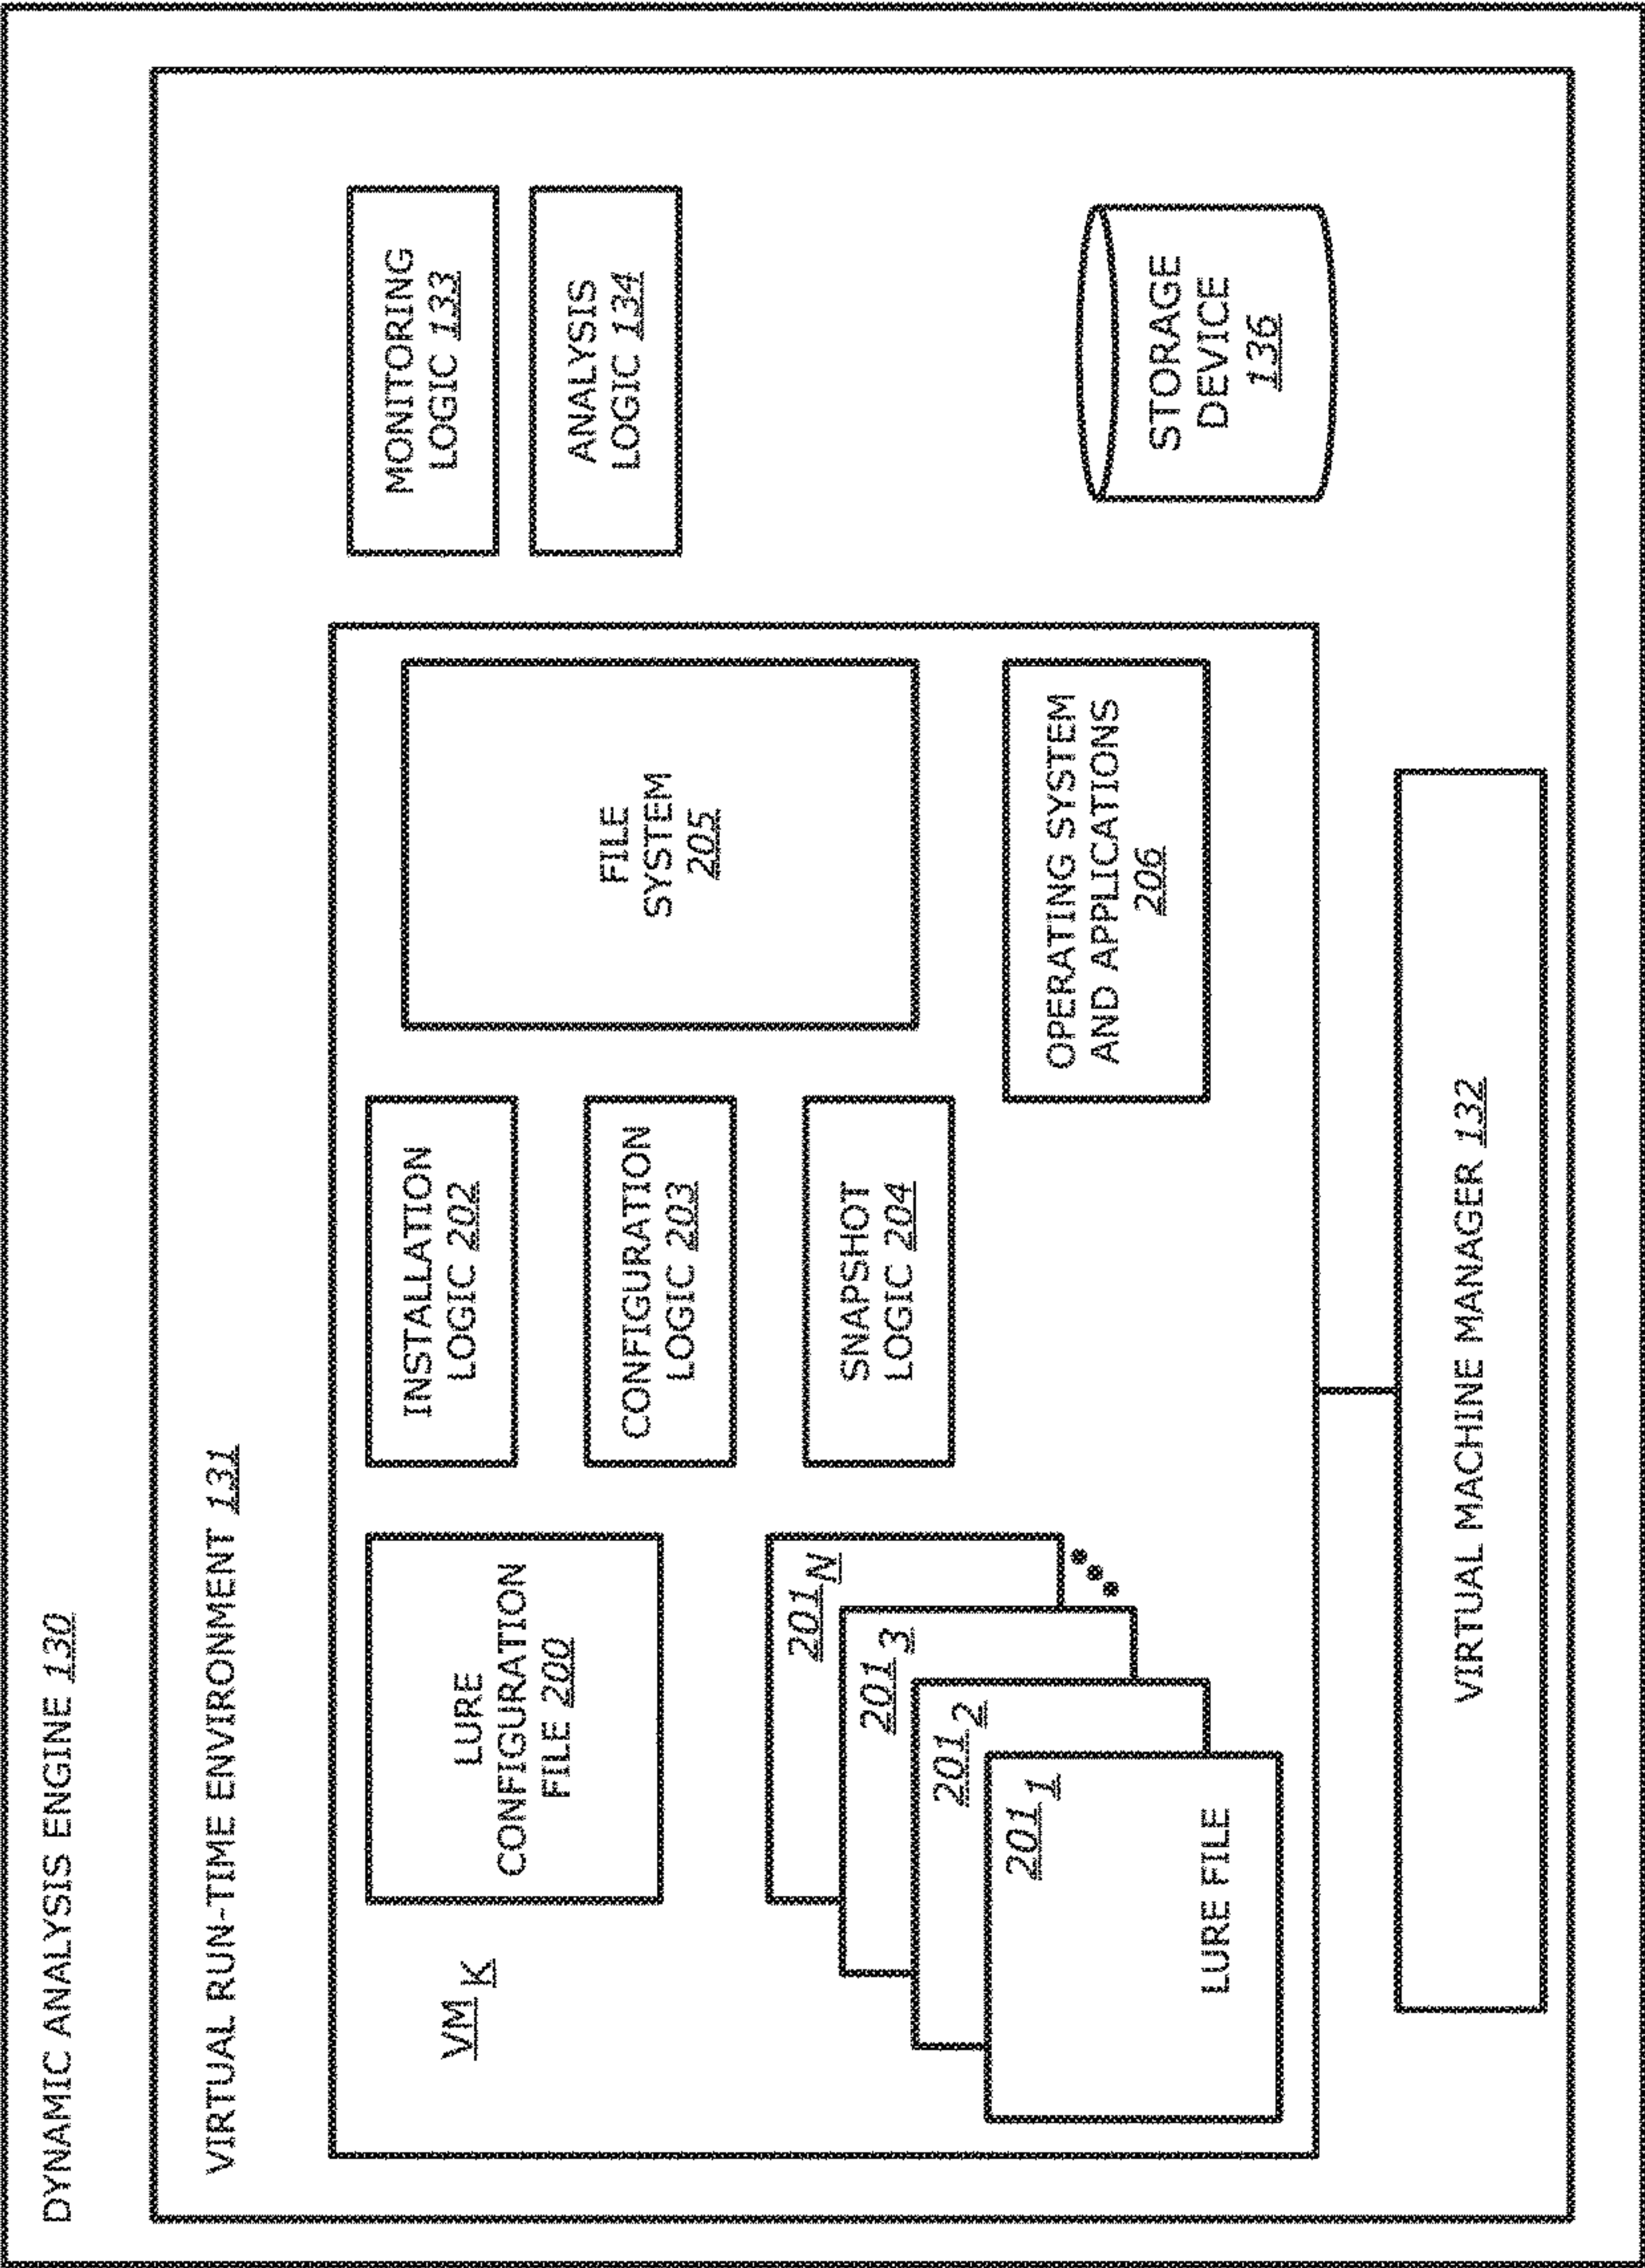 DYNAMIC ANALYSIS ENGINE 130
VIRTUAL RUN-TIME ENVIRONMENT 131
VM K
LURE
CONFIGURATION
FILE 200
INSTALLATION
LOGIC 202
CONFIGURATION
LOGIC 203
SNAPSHOT
LOGIC 204
FILE
SYSTEM
205
MONITORING
LOGIC 133
ANALYSIS
LOGIC 134
201 N
201 3
201 2
201 1
LURE FILE
OPERATING SYSTEM
AND APPLICATIONS
206
STORAGE
DEVICE
136
VIRTUAL MACHINE MANAGER 132